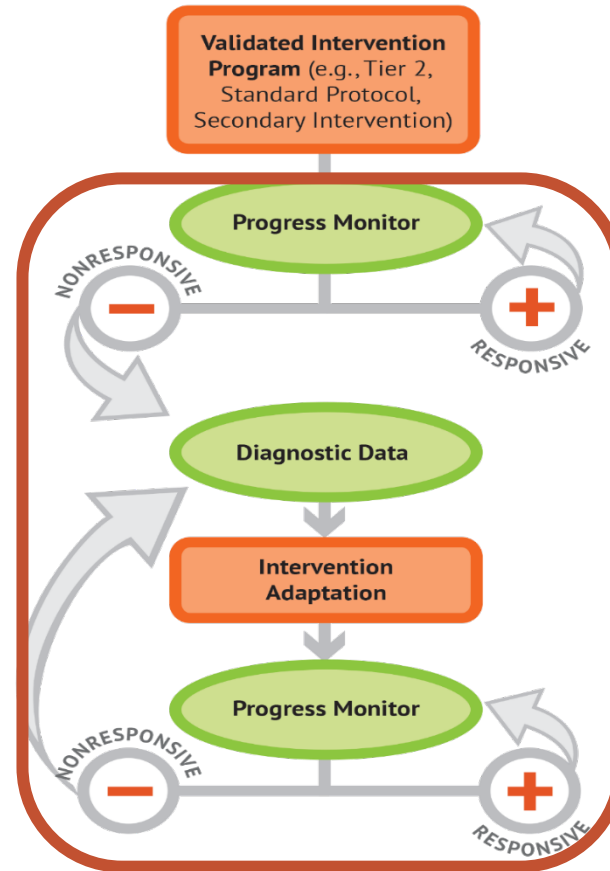 Validated Intervention
Program (e.g., Tier 2,
Standard Protocol,
Secondary Intervention)
Progress Monitor
NONRESPONSIVE
RESPONSIVE
Diagnostic Data
Intervention
Adaptation
Progress Monitor
NONRESPONSIVE
RESPONSIVE